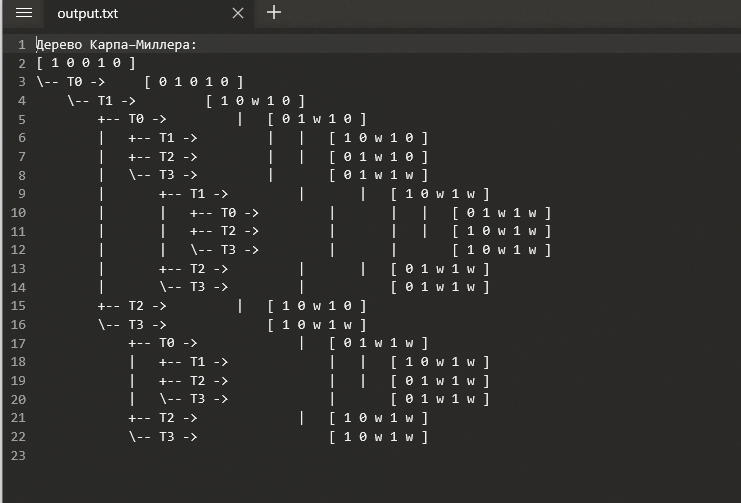 output.txt
1 Дерево Карпа–Миллера:
2 [ 1 0 0 1 0 ]
3 \-- T0 ->     [ 0 1 0 1 0 ]
4     \-- T1 ->         [ 1 0 w 1 0 ]
5         +-- T0 ->         |   [ 0 1 w 1 0 ]
6         |   +-- T1 ->         |   |   [ 1 0 w 1 0 ]
7         |   +-- T2 ->         |   |   [ 0 1 w 1 0 ]
8         |   \-- T3 ->         |       [ 0 1 w 1 w ]
9         |       +-- T1 ->         |       |   [ 1 0 w 1 w ]
10         |       |   +-- T0 ->         |       |   |   [ 0 1 w 1 w ]
11         |       |   +-- T2 ->         |       |   |   [ 1 0 w 1 w ]
12         |       |   \-- T3 ->         |       |       [ 1 0 w 1 w ]
13         |       +-- T2 ->         |       |   [ 0 1 w 1 w ]
14         |       \-- T3 ->         |           [ 0 1 w 1 w ]
15         +-- T2 ->         |   [ 1 0 w 1 0 ]
16         \-- T3 ->             [ 1 0 w 1 w ]
17             +-- T0 ->             |   [ 0 1 w 1 w ]
18             |   +-- T1 ->             |   |   [ 1 0 w 1 w ]
19             |   +-- T2 ->             |   |   [ 0 1 w 1 w ]
20             |   \-- T3 ->             |       [ 0 1 w 1 w ]
21             +-- T2 ->             |   [ 1 0 w 1 w ]
22             \-- T3 ->                 [ 1 0 w 1 w ]
23